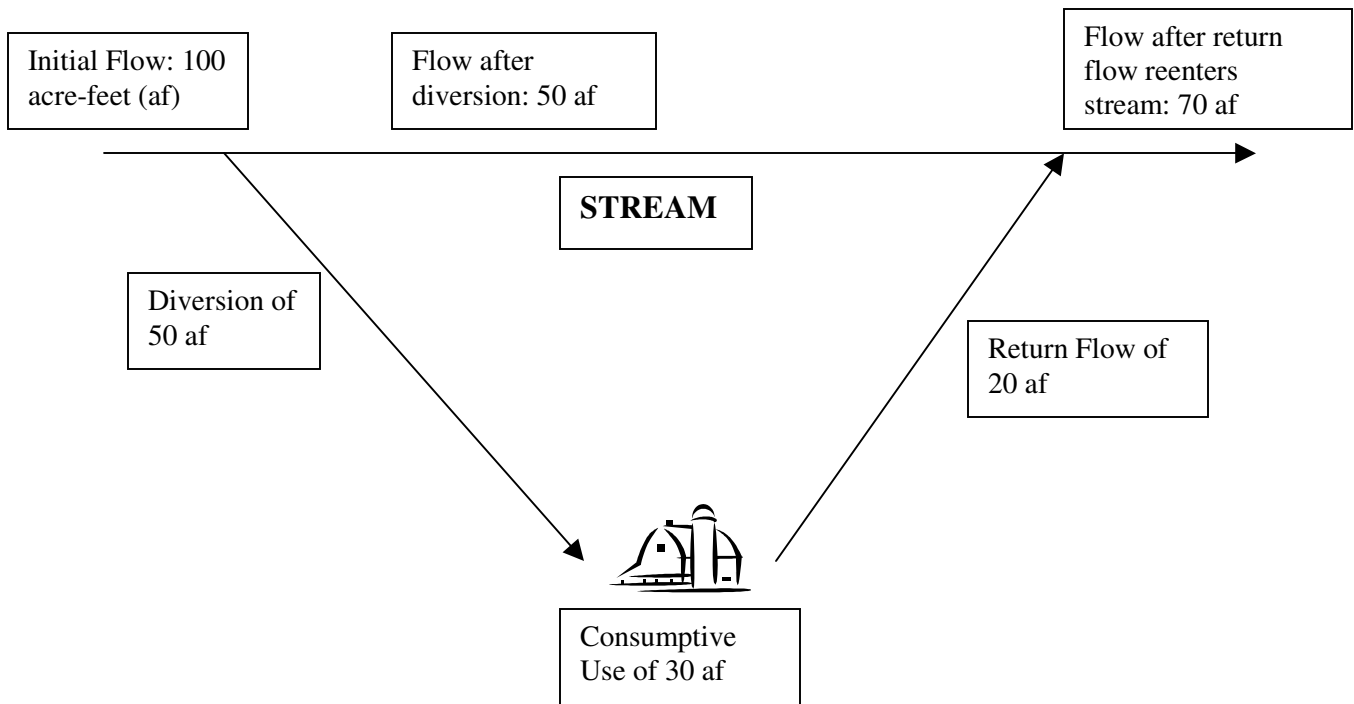 Initial Flow: 100
acre-feet (af)
Flow after
diversion: 50 af
Flow after return
flow reenters
stream: 70 af
STREAM
Diversion of
50 af
Return Flow of
20 af
Consumptive
Use of 30 af